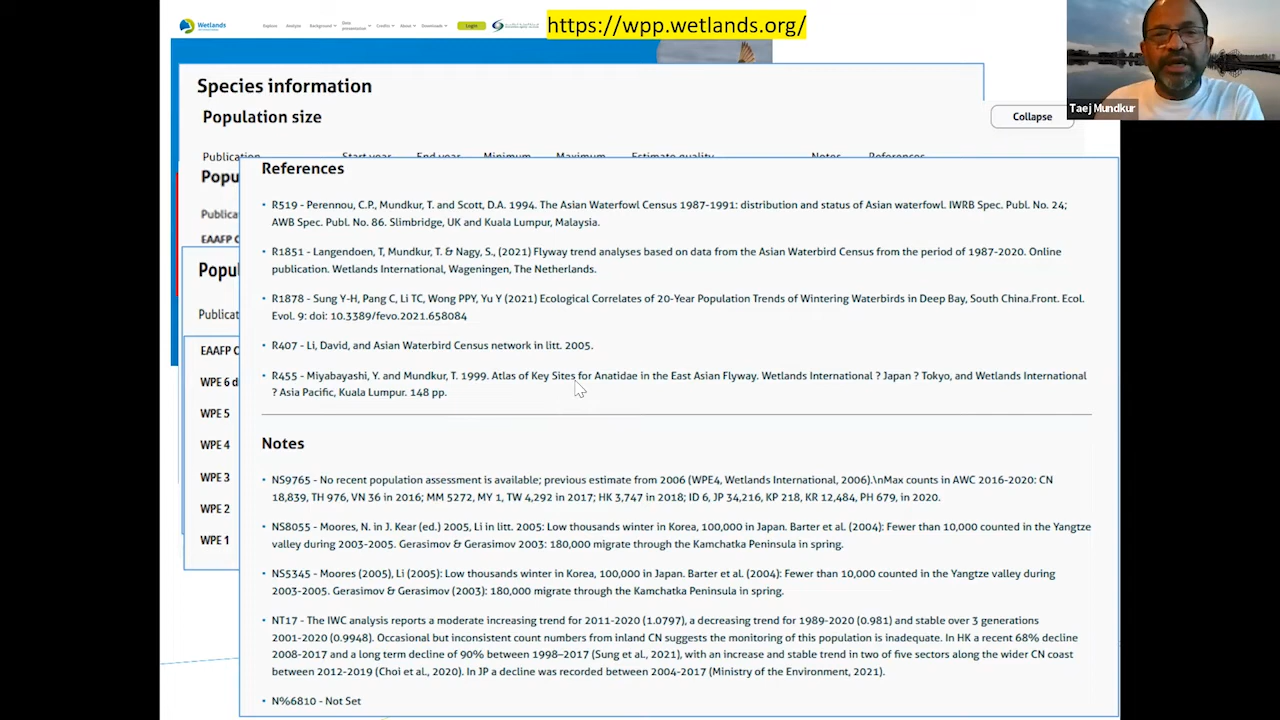 Wetlands
Explore Analyze Background Data presentation Credits About Downloads Login
https://wpp.wetlands.org/
Taej Mundkur
Species information
Population size
Collapse
Publication Start year End year Minimum Maximum Estimate quality Notes References
Popu
Publica
EAAFP C
Popul
Publicat
EAAFP C
WPE 6 d
WPE 5
WPE 4
WPE 3
WPE 2
WPE 1
References
• R519 - Perennou, C.P., Mundkur, T. and Scott, D.A. 1994. The Asian Waterfowl Census 1987-1991: distribution and status of Asian waterfowl. IWRB Spec. Publ. No. 24;
AWB Spec. Publ. No. 86. Slimbridge, UK and Kuala Lumpur, Malaysia.
• R1851 - Langendoen, T, Mundkur, T. & Nagy, S., (2021) Flyway trend analyses based on data from the Asian Waterbird Census from the period of 1987-2020. Online
publication. Wetlands International, Wageningen, The Netherlands.
• R1878 - Sung Y-H, Pang C, Li TC, Wong PPY, Yu Y (2021) Ecological Correlates of 20-Year Population Trends of Wintering Waterbirds in Deep Bay, South China.Front. Ecol.
Evol. 9: doi: 10.3389/fevo.2021.658084
• R407 - Li, David, and Asian Waterbird Census network in litt. 2005.
• R455 - Miyabayashi, Y. and Mundkur, T. 1999. Atlas of Key Sites for Anatidae in the East Asian Flyway. Wetlands International ? Japan ? Tokyo, and Wetlands International
? Asia Pacific, Kuala Lumpur. 148 pp.
Notes
• NS9765 - No recent population assessment is available; previous estimate from 2006 (WPE4, Wetlands International, 2006).\nMax counts in AWC 2016-2020: CN
18,839, TH 976, VN 36 in 2016; MM 5272, MY 1, TW 4,292 in 2017; HK 3,747 in 2018; ID 6, JP 34,216, KP 218, KR 12,484, PH 679, in 2020.
• NS8055 - Moores, N. in J. Kear (ed.) 2005, Li in litt. 2005: Low thousands winter in Korea, 100,000 in Japan. Barter et al. (2004): Fewer than 10,000 counted in the Yangtze
valley during 2003-2005. Gerasimov & Gerasimov 2003: 180,000 migrate through the Kamchatka Peninsula in spring.
• NS5345 - Moores (2005), Li (2005): Low thousands winter in Korea, 100,000 in Japan. Barter et al. (2004): Fewer than 10,000 counted in the Yangtze valley during
2003-2005. Gerasimov & Gerasimov (2003): 180,000 migrate through the Kamchatka Peninsula in spring.
• NT17 - The IWC analysis reports a moderate increasing trend for 2011-2020 (1.0797), a decreasing trend for 1989-2020 (0.981) and stable over 3 generations
2001-2020 (0.9948). Occasional but inconsistent count numbers from inland CN suggests the monitoring of this population is inadequate. In HK a recent 68% decline
2008-2017 and a long term decline of 90% between 1998–2017 (Sung et al., 2021), with an increase and stable trend in two of five sectors along the wider CN coast
between 2012-2019 (Choi et al., 2020). In JP a decline was recorded between 2004-2017 (Ministry of the Environment, 2021).
• N%6810 - Not Set